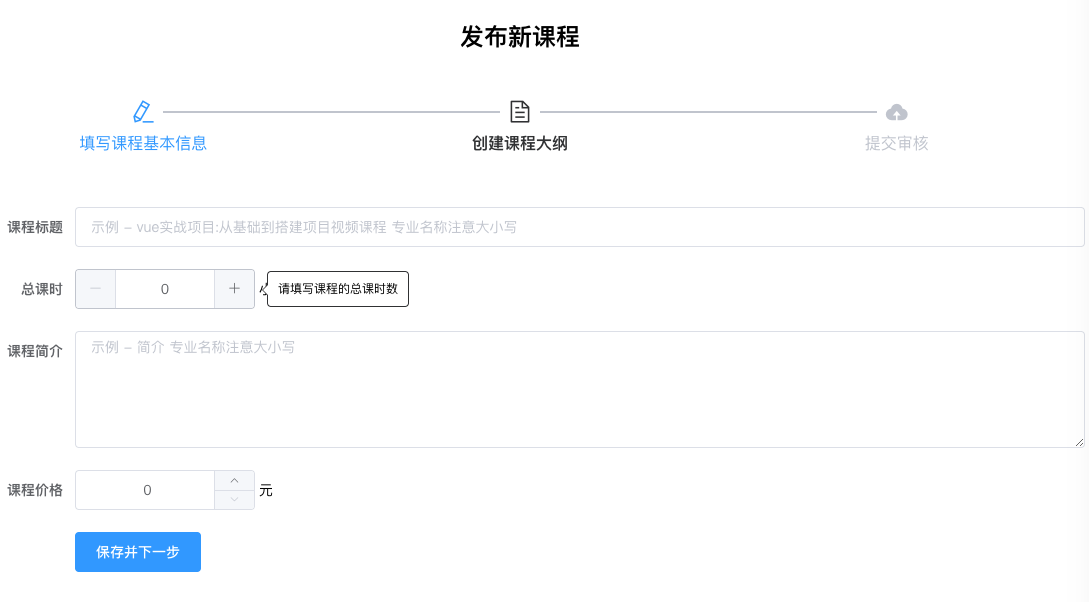 发布新课程
填写课程基本信息
创建课程大纲
提交审核
课程标题 示例 - vue实战项目:从基础到搭建项目视频课程 专业名称注意大小写
总课时 0 请填写课程的总课时数
课程简介 示例 - 简介 专业名称注意大小写
课程价格 0 元
保存并下一步